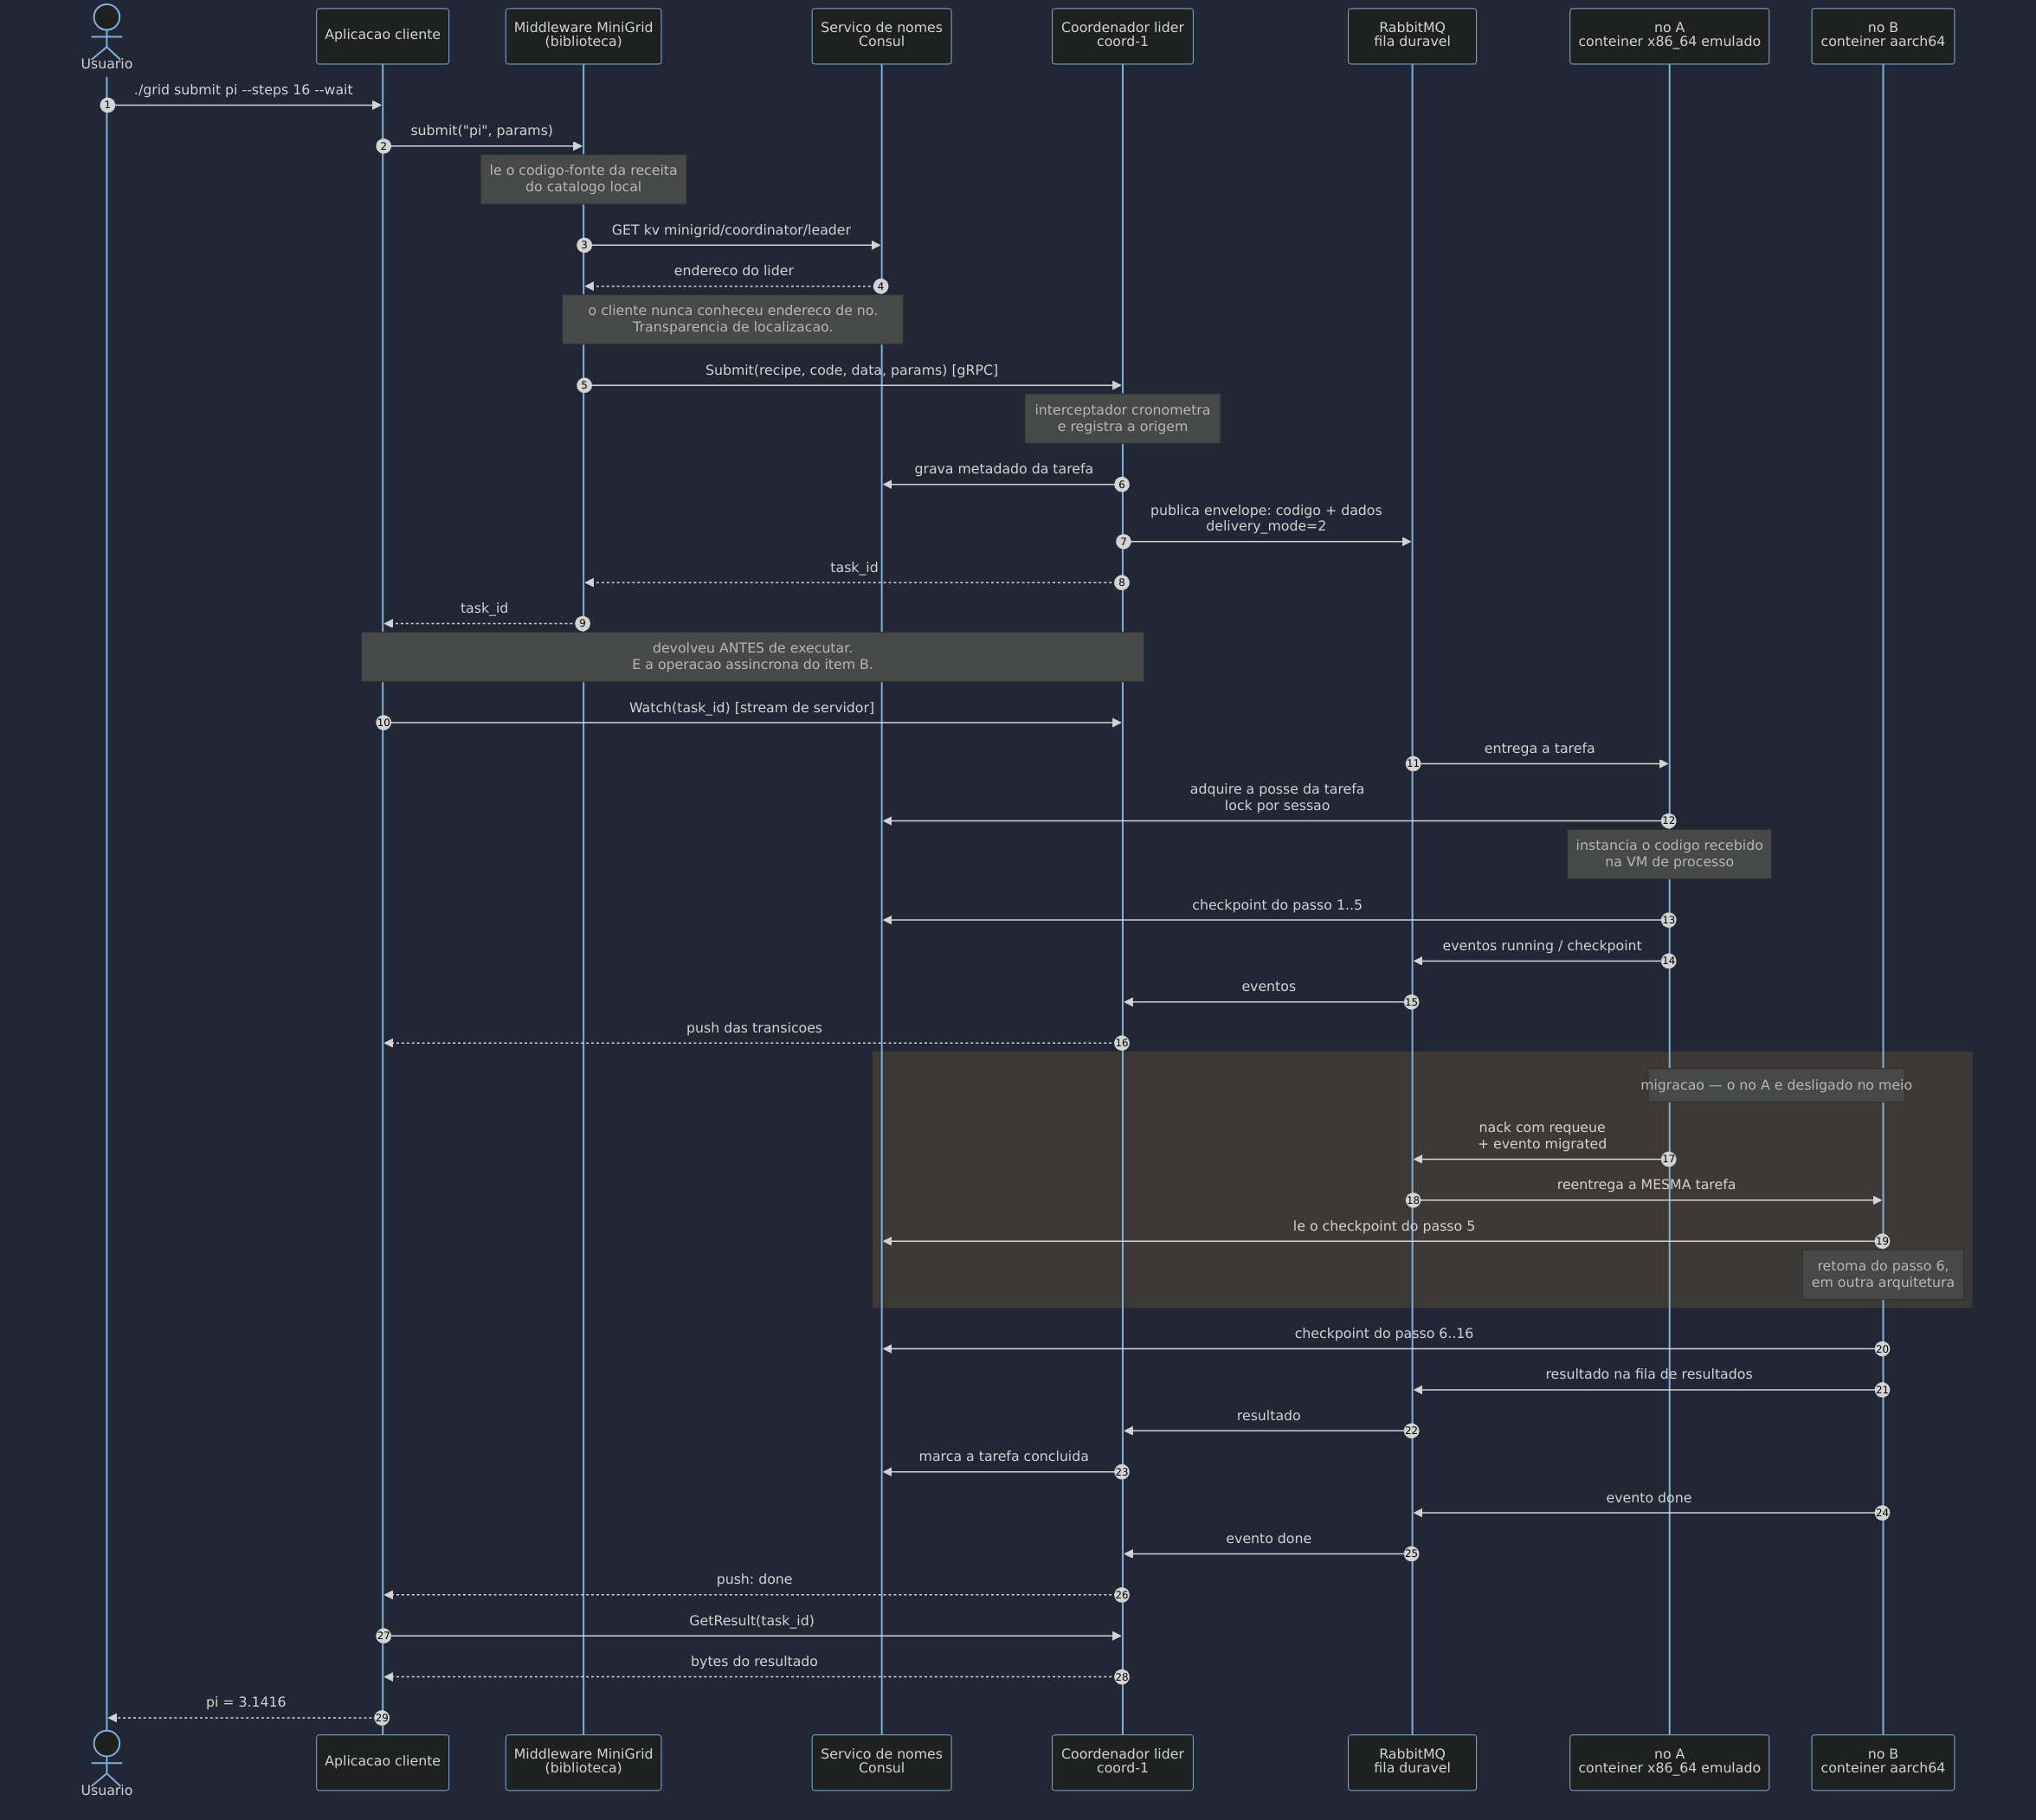 Usuario
Aplicacao cliente
Middleware MiniGrid
(biblioteca)
Servico de nomes
Consul
Coordenador lider
coord-1
RabbitMQ
fila duravel
no A
conteiner x86_64 emulado
no B
conteiner aarch64
./grid submit pi --steps 16 --wait
1
submit("pi", params)
2
le o codigo-fonte da receita
do catalogo local
GET kv minigrid/coordinator/leader
3
endereco do lider
4
o cliente nunca conheceu endereco de no.
Transparencia de localizacao.
Submit(recipe, code, data, params) [gRPC]
5
interceptador cronometra
e registra a origem
grava metadado da tarefa
6
publica envelope: codigo + dados
delivery_mode=2
7
task_id
8
task_id
9
devolveu ANTES de executar.
E a operacao assincrona do item B.
Watch(task_id) [stream de servidor]
10
entrega a tarefa
11
adquire a posse da tarefa
lock por sessao
12
instancia o codigo recebido
na VM de processo
checkpoint do passo 1..5
13
eventos running / checkpoint
14
eventos
15
push das transicoes
16
migracao — o no A e desligado no meio
nack com requeue
+ evento migrated
17
reentrega a MESMA tarefa
18
le o checkpoint do passo 5
19
retoma do passo 6,
em outra arquitetura
checkpoint do passo 6..16
20
resultado na fila de resultados
21
resultado
22
marca a tarefa concluida
23
evento done
24
evento done
25
push: done
26
GetResult(task_id)
27
bytes do resultado
28
pi = 3.1416
29
Usuario
Aplicacao cliente
Middleware MiniGrid
(biblioteca)
Servico de nomes
Consul
Coordenador lider
coord-1
RabbitMQ
fila duravel
no A
conteiner x86_64 emulado
no B
conteiner aarch64